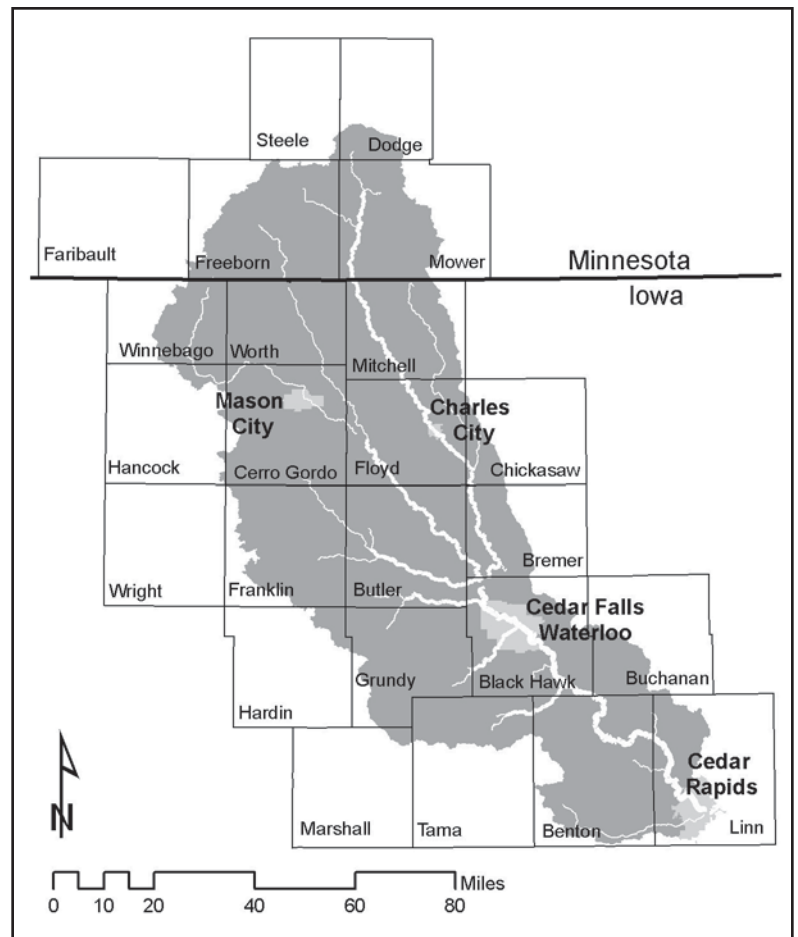 Steele
Dodge
Faribault
Freeborn
Mower
Minnesota
Iowa
Winnebago
Worth
Mitchell
Mason
City
Charles
City
Hancock
Cerro Gordo
Floyd
Chickasaw
Wright
Franklin
Butler
Bremer
Cedar Falls
Waterloo
Hardin
Grundy
Black Hawk
Buchanan
Cedar
Rapids
Marshall
Tama
Benton
Linn
N
Miles
0 10 20 40 60 80